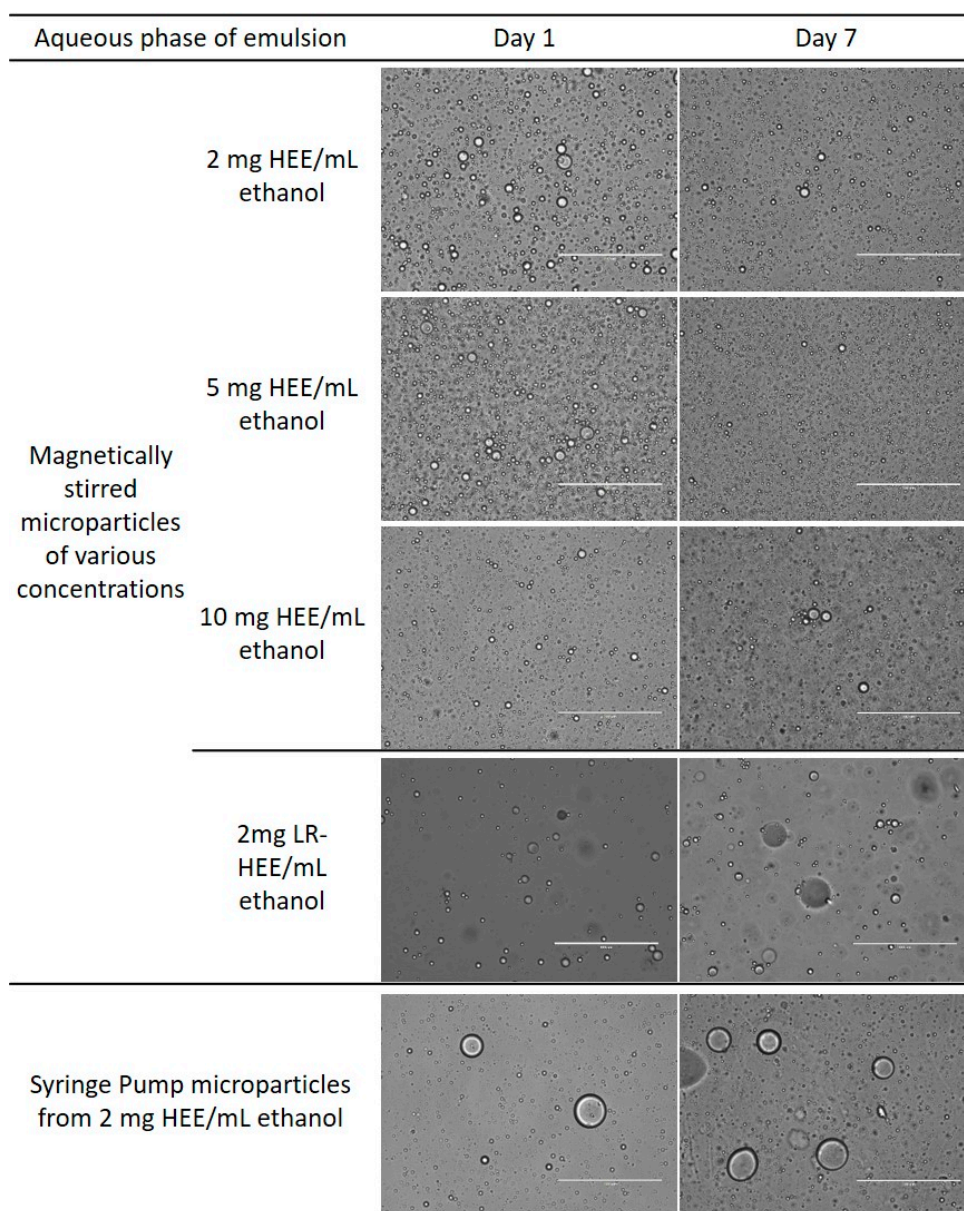 Aqueous phase of emulsion
Day 1
Day 7
2 mg HEE/mL
ethanol
5 mg HEE/mL
ethanol
Magnetically
stirred
microparticles
of various
concentrations
10 mg HEE/mL
ethanol
2mg LR-
HEE/mL
ethanol
Syringe Pump microparticles
from 2 mg HEE/mL ethanol